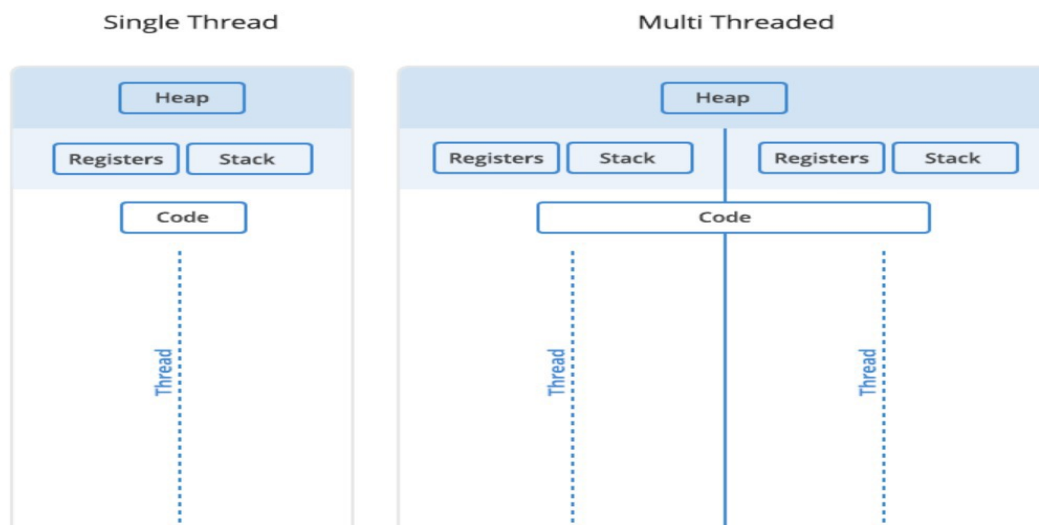 Single Thread
Multi Threaded
Heap
Heap
Registers
Stack
Registers
Stack
Registers
Stack
Code
Code
Thread
Thread
Thread